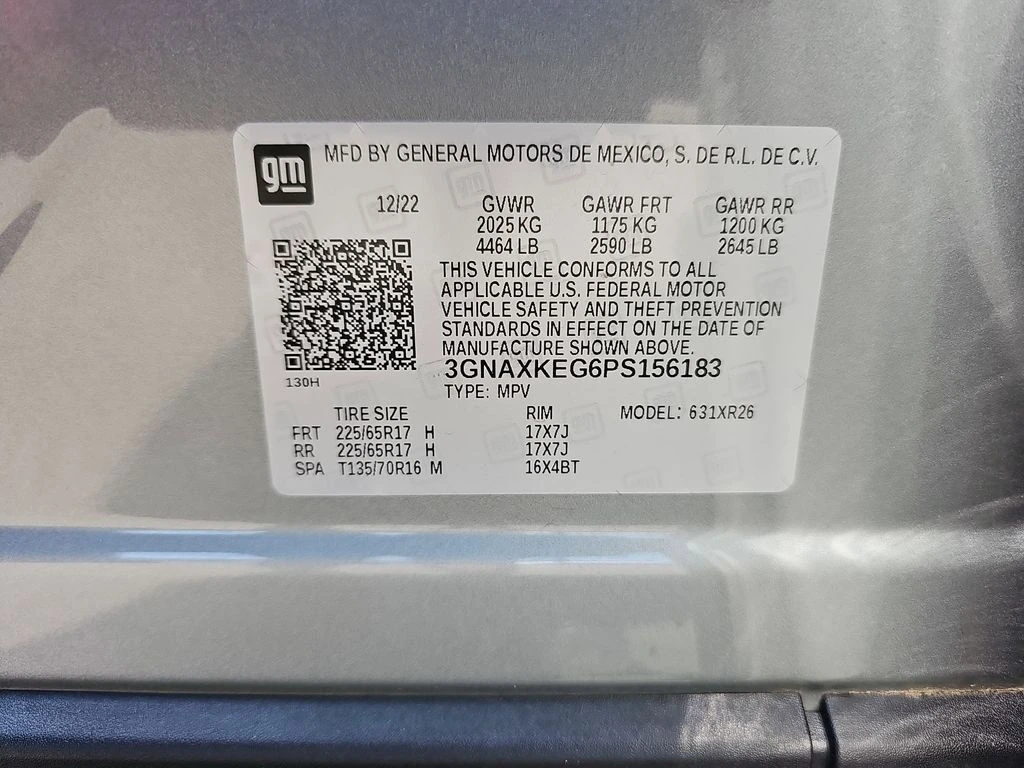 gm
MFD BY GENERAL MOTORS DE MEXICO, S. DE R.L. DE C.V.
12/22 GVWR GAWR FRT GAWR RR
2025 KG 1175 KG 1200 KG
4464 LB 2590 LB 2645 LB
THIS VEHICLE CONFORMS TO ALL
APPLICABLE U.S. FEDERAL MOTOR
VEHICLE SAFETY AND THEFT PREVENTION
STANDARDS IN EFFECT ON THE DATE OF
MANUFACTURE SHOWN ABOVE.
3GNAXKEG6PS156183
130H
TYPE: MPV
TIRE SIZE RIM MODEL: 631XR26
FRT 225/65R17 H 17X7J
RR 225/65R17 H 17X7J
SPA T135/70R16 M 16X4BT